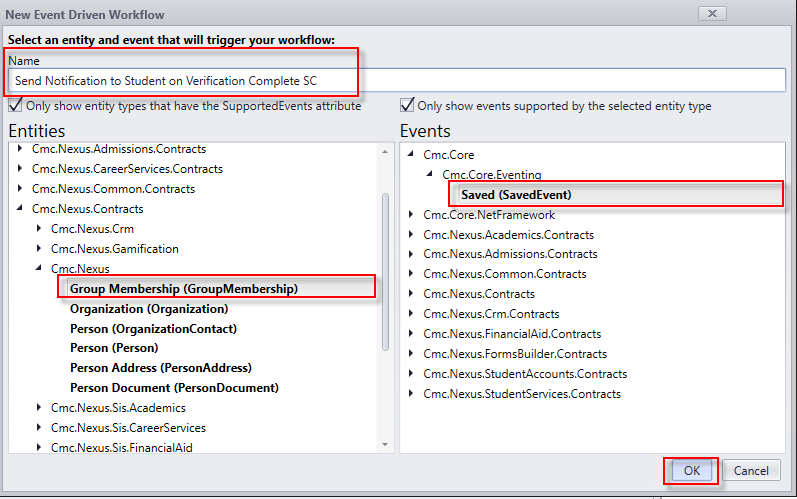 New Event Driven Workflow
Select an entity and event that will trigger your workflow:
Name
Send Notification to Student on Verification Complete SC
Only show entity types that have the SupportedEvents attribute
Only show events supported by the selected entity type
Entities
Cmc.Nexus.Admissions.Contracts
Cmc.Nexus.CareerServices.Contracts
Cmc.Nexus.Common.Contracts
Cmc.Nexus.Contracts
Cmc.Nexus.Crm
Cmc.Nexus.Gamification
Cmc.Nexus
Group Membership (GroupMembership)
Organization (Organization)
Person (OrganizationContact)
Person (Person)
Person Address (PersonAddress)
Person Document (PersonDocument)
Cmc.Nexus.Sis.Academics
Cmc.Nexus.Sis.CareerServices
Cmc.Nexus.Sis.FinancialAid
Events
Cmc.Core
Cmc.Core.Eventing
Saved (SavedEvent)
Cmc.Core.NetFramework
Cmc.Nexus.Academics.Contracts
Cmc.Nexus.Admissions.Contracts
Cmc.Nexus.Common.Contracts
Cmc.Nexus.Contracts
Cmc.Nexus.Crm.Contracts
Cmc.Nexus.FinancialAid.Contracts
Cmc.Nexus.FormsBuilder.Contracts
Cmc.Nexus.StudentAccounts.Contracts
Cmc.Nexus.StudentServices.Contracts
OK
Cancel